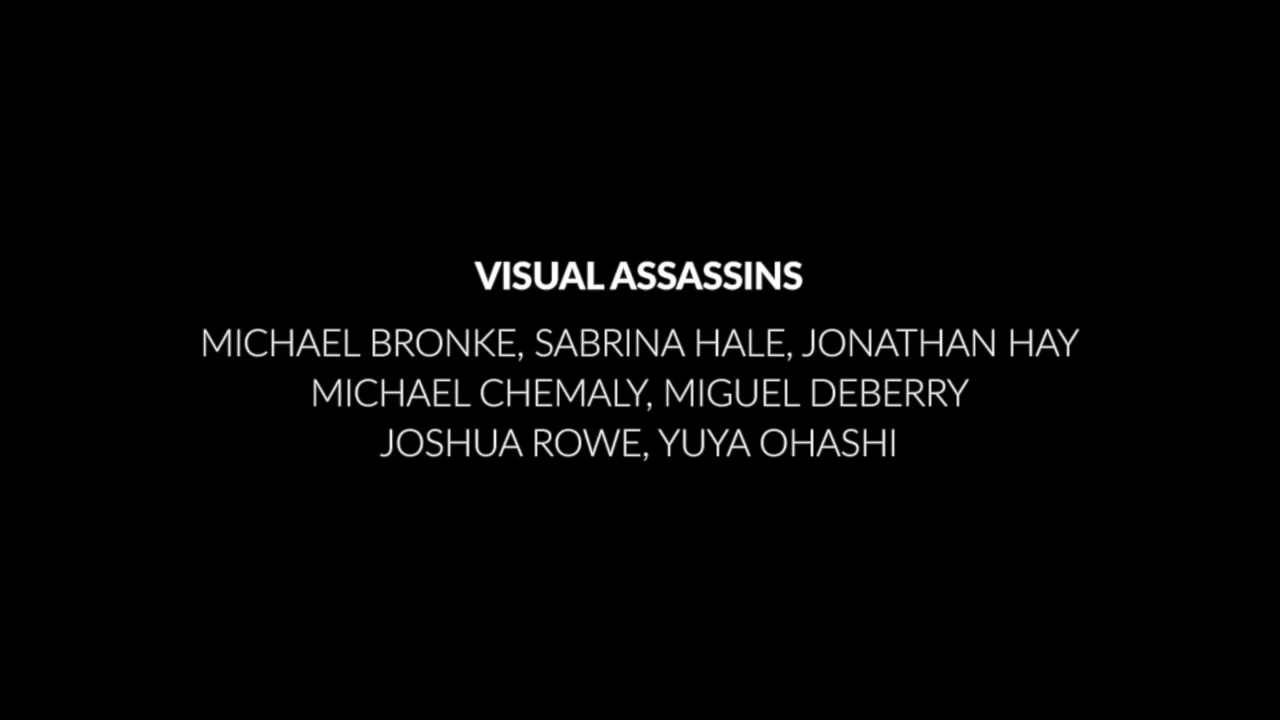 VISUAL ASSASSINS
MICHAEL BRONKE, SABRINA HALE, JONATHAN HAY
MICHAEL CHEMALY, MIGUEL DEBERRY
JOSHUA ROWE, YUYA OHASHI